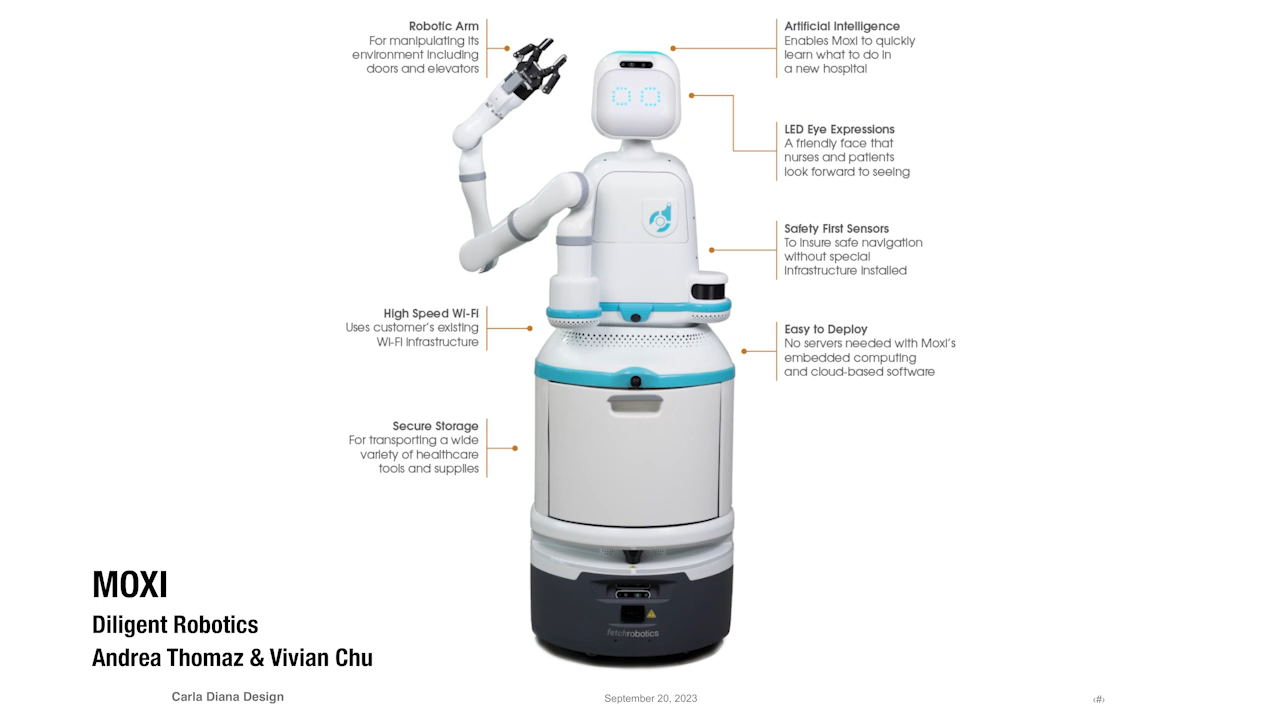 Robotic Arm
For manipulating its
environment including
doors and elevators
Artificial Intelligence
Enables Moxi to quickly
learn what to do in
a new hospital
LED Eye Expressions
A friendly face that
nurses and patients
look forward to seeing
Safety First Sensors
To insure safe navigation
without special
infrastructure installed
High Speed Wi-Fi
Uses customer's existing
Wi-Fi infrastructure
Easy to Deploy
No servers needed with Moxi's
embedded computing
and cloud-based software
Secure Storage
For transporting a wide
variety of healthcare
tools and supplies
fetchrobotics
MOXI
Diligent Robotics
Andrea Thomaz & Vivian Chu
Carla Diana Design
September 20, 2023
‹#›